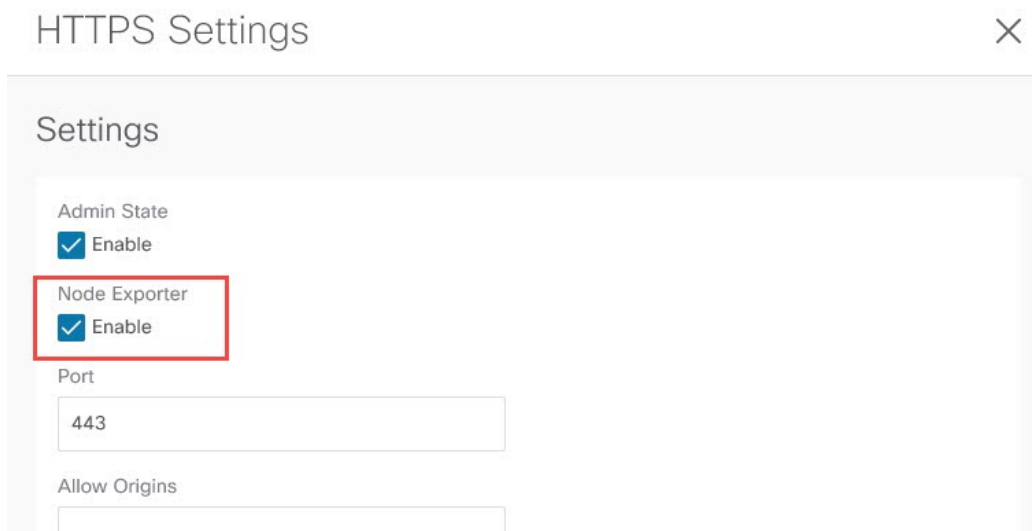 HTTPS Settings
Settings
Admin State
Enable
Node Exporter
Enable
Port
443
Allow Origins